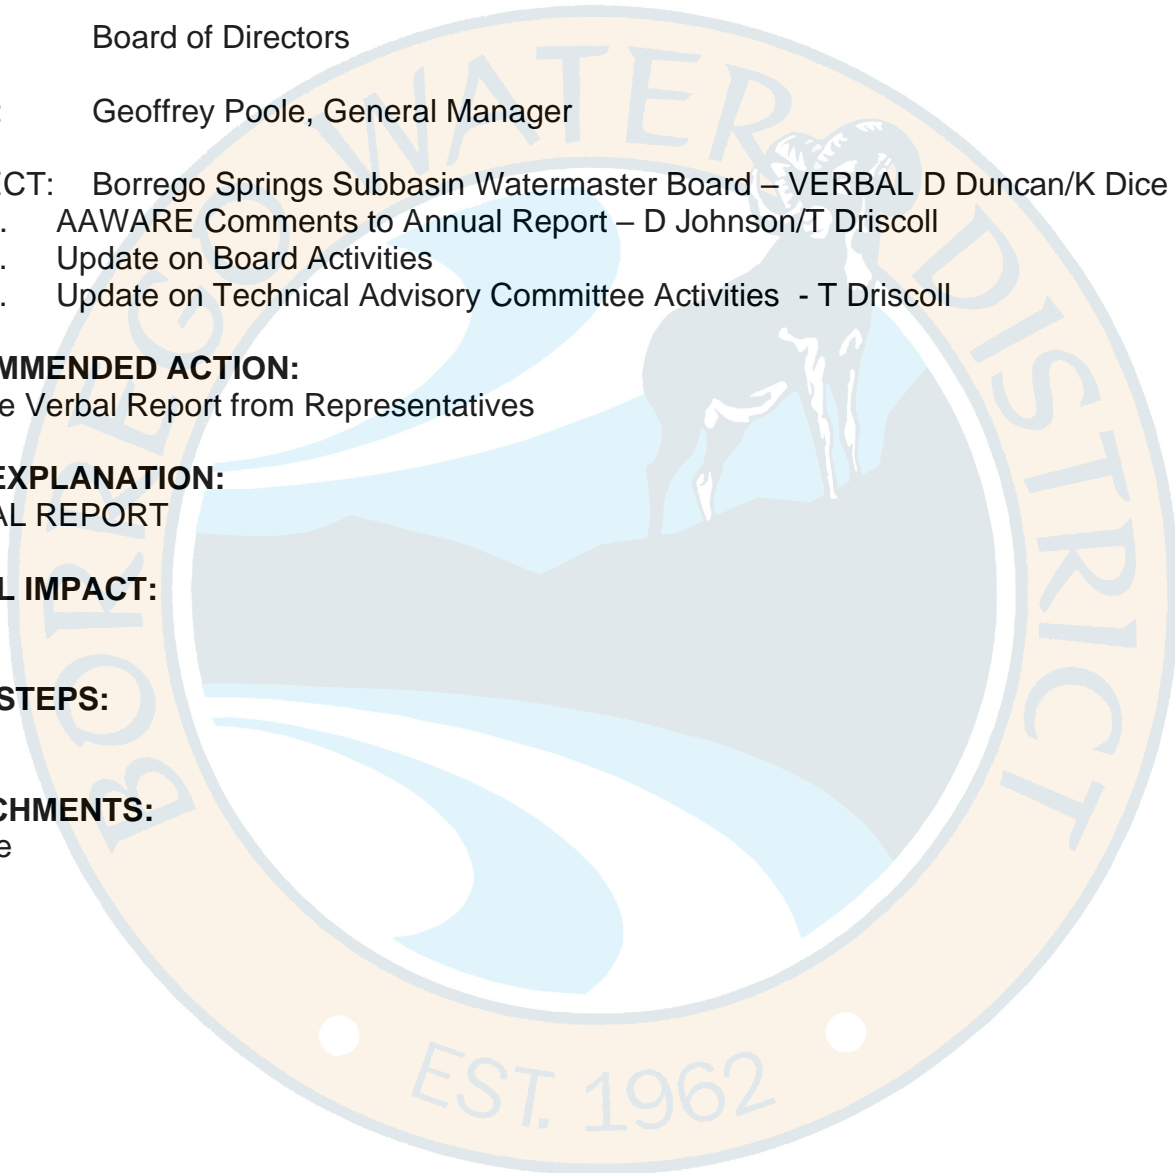 Board of Directors
: Geoffrey Poole, General Manager
ECT: Borrego Springs Subbasin Watermaster Board – VERBAL D Duncan/K Dice
. AAWARE Comments to Annual Report – D Johnson/T Driscoll
. Update on Board Activities
. Update on Technical Advisory Committee Activities - T Driscoll
MMENDED ACTION:
e Verbal Report from Representatives
EXPLANATION:
AL REPORT
L IMPACT:
STEPS:
CHMENTS:
e
BORREGO WATER DISTRICT
EST. 1962